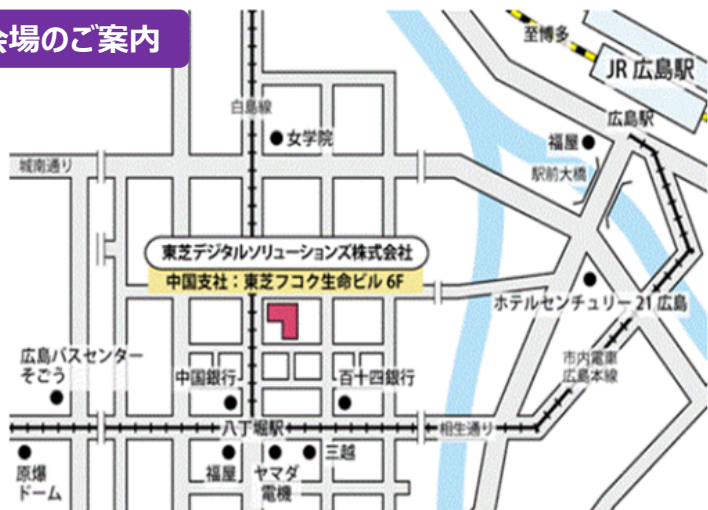 会場のご案内
至博多
JR 広島駅
白島線
広島駅
女学院
福屋
城南通り
駅前大橋
東芝デジタルソリューションズ株式会社
中国支社：東芝フコク生命ビル 6F
ホテルセンチュリー 21 広島
広島バスセンター
そごう
中国銀行
百十四銀行
市内電車
広島本線
八丁堀駅
相生通り
原爆
ドーム
福屋
ヤマダ
電機
三越